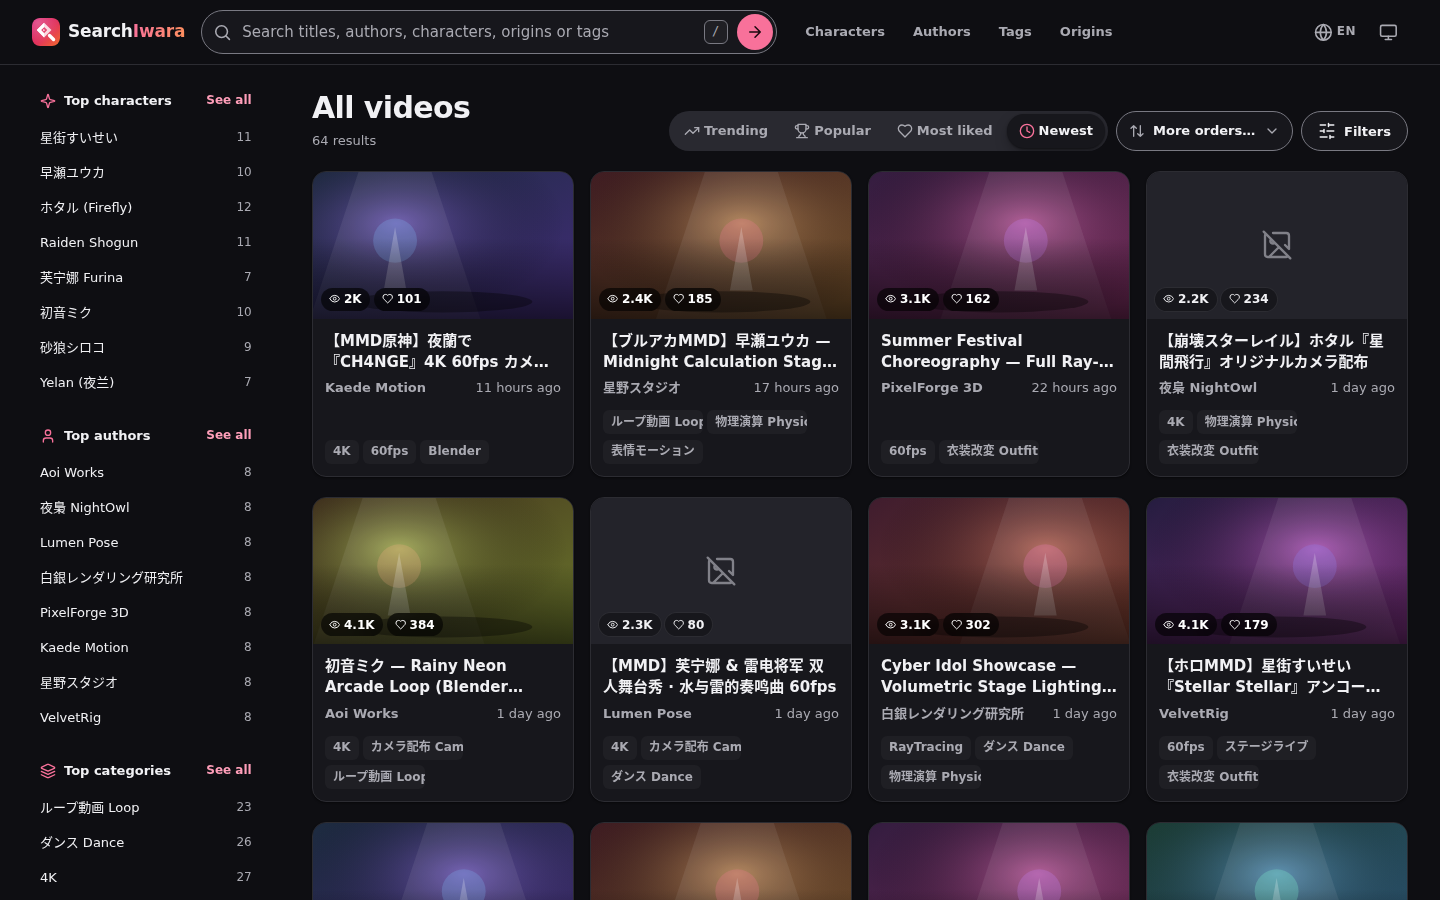 SearchIwara
Search titles, authors, characters, origins or tags
/
Characters
Authors
Tags
Origins
EN
Top characters
See all
星街すいせい 11
早瀬ユウカ 10
ホタル (Firefly) 12
Raiden Shogun 11
芙宁娜 Furina 7
初音ミク 10
砂狼シロコ 9
Yelan (夜兰) 7
Top authors
See all
Aoi Works 8
夜梟 NightOwl 8
Lumen Pose 8
白銀レンダリング研究所 8
PixelForge 3D 8
Kaede Motion 8
星野スタジオ 8
VelvetRig 8
Top categories
See all
ループ動画 Loop 23
ダンス Dance 26
4K 27
All videos
64 results
Trending
Popular
Most liked
Newest
More orders...
Filters
2K 101
【MMD原神】夜蘭で
『CH4NGE』4K 60fps カメ…
Kaede Motion 11 hours ago
4K 60fps Blender
2.4K 185
【ブルアカMMD】早瀬ユウカ —
Midnight Calculation Stag…
星野スタジオ 17 hours ago
ループ動画 Loop 物理演算 Physic
表情モーション
3.1K 162
Summer Festival
Choreography — Full Ray-…
PixelForge 3D 22 hours ago
60fps 衣装改変 Outfit
2.2K 234
【崩壊スターレイル】ホタル『星
間飛行』オリジナルカメラ配布
夜梟 NightOwl 1 day ago
4K 物理演算 Physic
衣装改変 Outfit
4.1K 384
初音ミク — Rainy Neon
Arcade Loop (Blender…
Aoi Works 1 day ago
4K カメラ配布 Cam
ループ動画 Loop
2.3K 80
【MMD】芙宁娜 & 雷电将军 双
人舞台秀 · 水与雷的奏鸣曲 60fps
Lumen Pose 1 day ago
4K カメラ配布 Cam
ダンス Dance
3.1K 302
Cyber Idol Showcase —
Volumetric Stage Lighting…
白銀レンダリング研究所 1 day ago
RayTracing ダンス Dance
物理演算 Physic
4.1K 179
【ホロMMD】星街すいせい
『Stellar Stellar』アンコー…
VelvetRig 1 day ago
60fps ステージライブ
衣装改変 Outfit